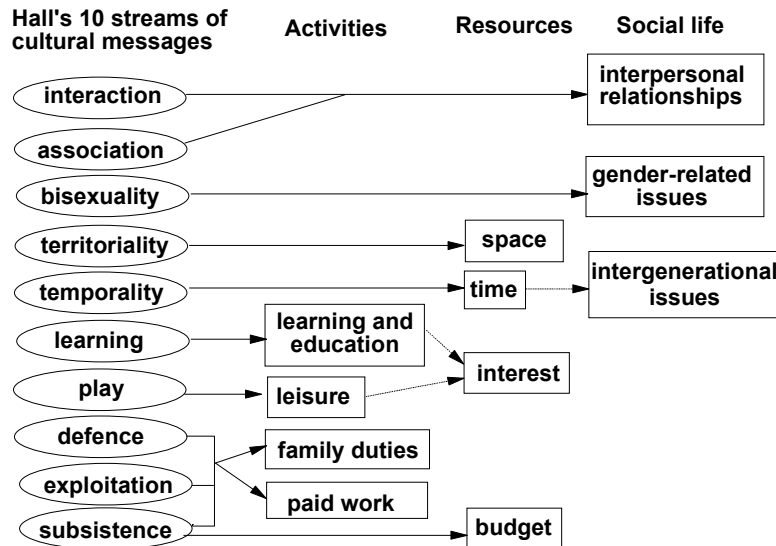 Hall's 10 streams of
cultural messages
Activities
Resources
Social life
interaction
interpersonal
relationships
association
bisexuality
gender-related
issues
territoriality
space
temporality
time
intergenerational
issues
learning
learning and
education
play
leisure
interest
defence
family duties
exploitation
paid work
subsistence
budget